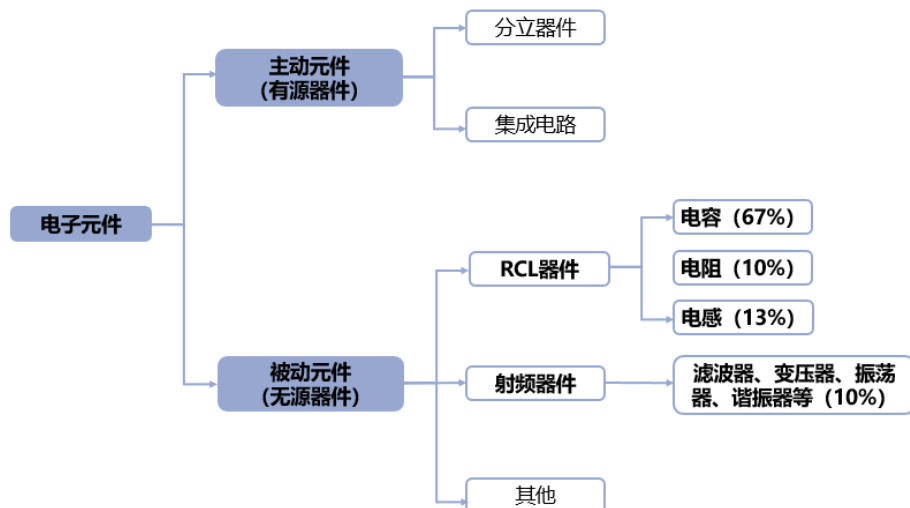 分立器件
主动元件
(有源器件)
集成电路
电子元件
电容（67%）
RCL器件
电阻（10%）
电感（13%）
被动元件
(无源器件)
射频器件
滤波器、变压器、振荡
器、谐振器等（10%）
其他